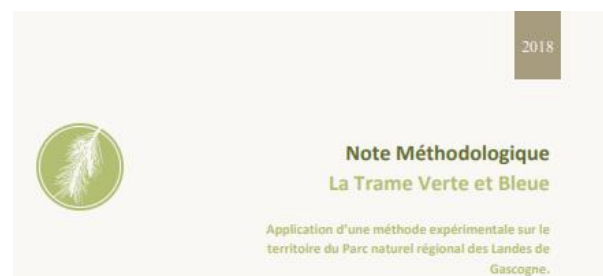 2018
Note Méthodologique
La Trame Verte et Bleue
Application d'une méthode expérimentale sur le
territoire du Parc naturel régional des Landes de
Gascogne.